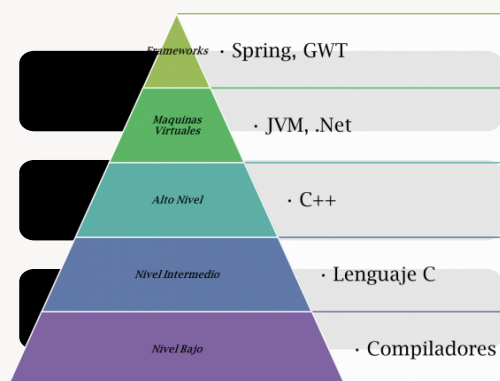 Frameworks · Spring, GWT
Maquinas
Virtuales
· JVM, .Net
Alto Nivel · C++
Nivel Intermedio · Lenguaje C
Nivel Bajo · Compiladores